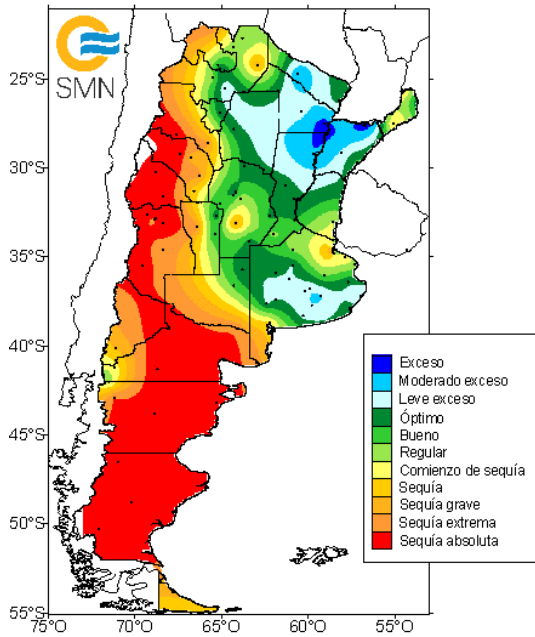 SMN
25°S
30°S
35°S
40°S
45°S
50°S
55°S
75°O 70°O 65°O 60°O 55°O
Exceso
Moderado exceso
Leve exceso
Óptimo
Bueno
Regular
Comienzo de sequía
Sequía
Sequía grave
Sequía extrema
Sequía absoluta